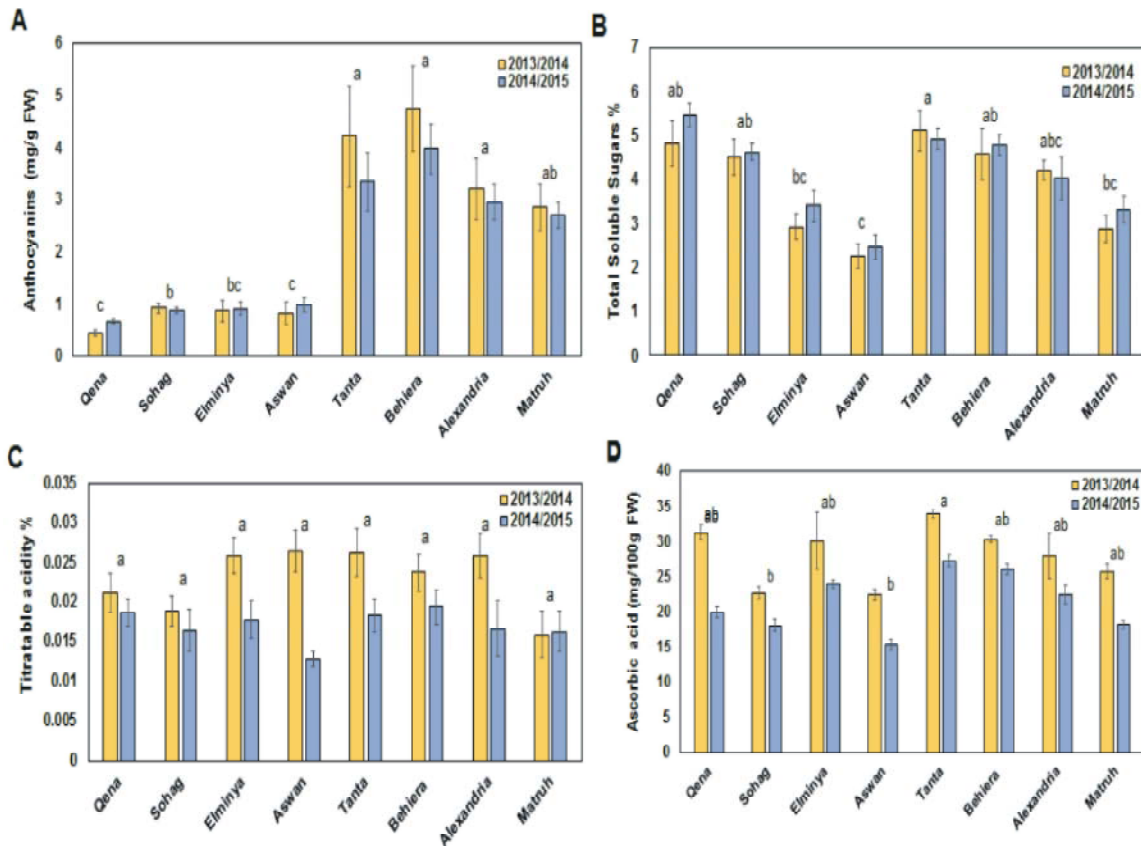 A
Anthocyanins (mg/g FW)
6
5
4
3
2
1
0
2013/2014
2014/2015
c
b
bc
c
a
a
a
ab
Qena
Sohag
Elminya
Aswan
Tanta
Behiera
Alexandria
Matruh
B
Total Soluble Sugars %
7
6
5
4
3
2
1
0
2013/2014
2014/2015
ab
ab
bc
c
a
ab
abc
bc
Qena
Sohag
Elminya
Aswan
Tanta
Behiera
Alexandria
Matruh
C
Titratable acidity %
0.035
0.03
0.025
0.02
0.015
0.01
0.005
0
2013/2014
2014/2015
a
a
a
a
a
a
a
a
Qena
Sohag
Elminya
Aswan
Tanta
Behiera
Alexandria
Matruh
D
Ascorbic acid (mg/100g FW)
40
35
30
25
20
15
10
5
0
2013/2014
2014/2015
ab
ab
b
ab
b
a
ab
ab
ab
Qena
Sohag
Elminya
Aswan
Tanta
Behiera
Alexandria
Matruh